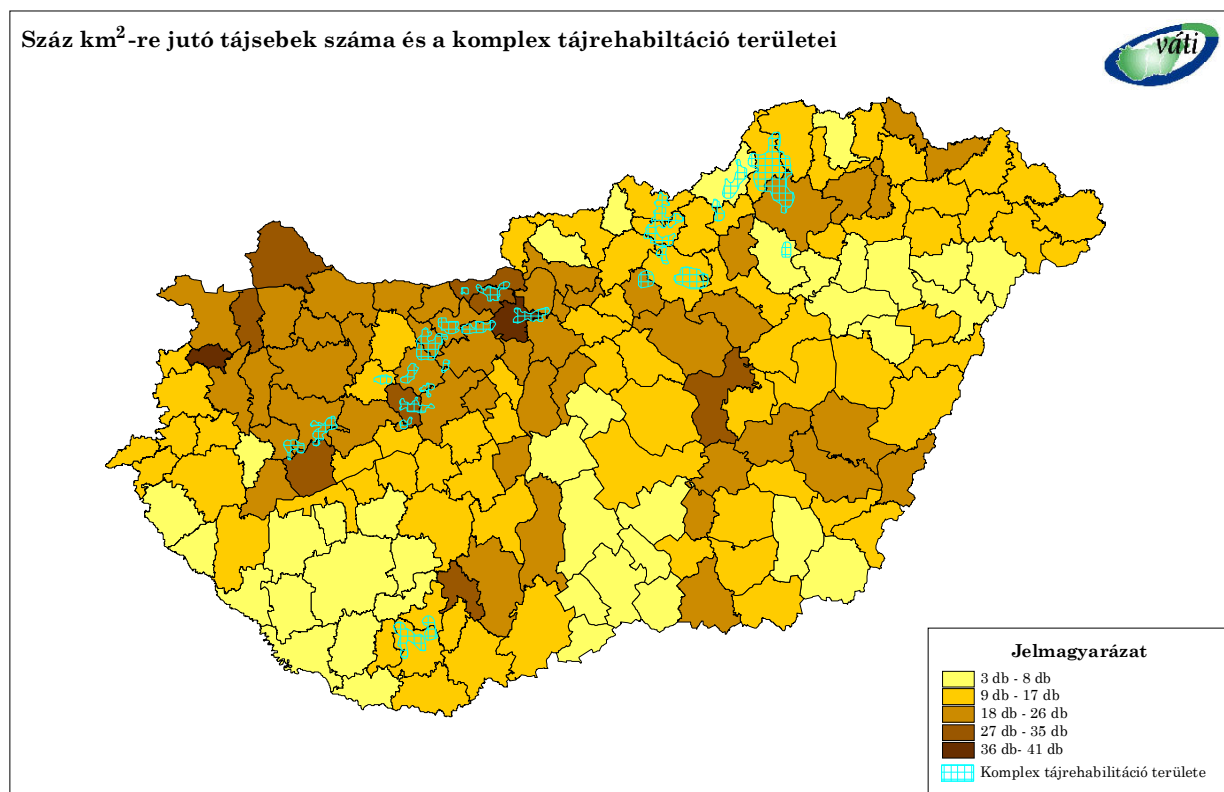 Száz km²-re jutó tájsebek száma és a komplex tájrehabiltáció területei
váti
Jelmagyarázat
3 db - 8 db
9 db - 17 db
18 db - 26 db
27 db - 35 db
36 db- 41 db
Komplex tájrehabilitáció területe